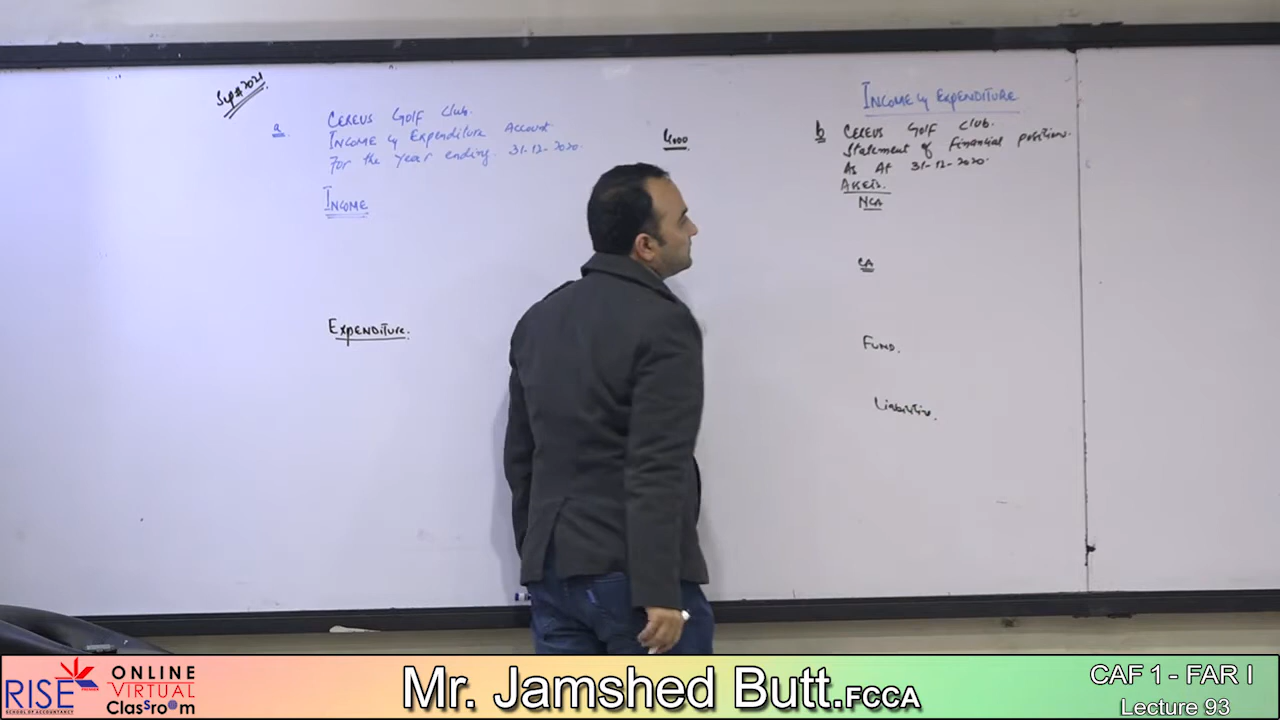 Sept 2021
a.
CEREUS GOLF Club.
INCOME & Expenditure Account
For the Year ending 31-12-2020.
INCOME
Expenditure.
INCOME & EXPENDITURE
b
CEREUS GOLF Club.
Statement of Financial position.
As At 31-12-2020.
ASSETS.
NCA
CA
FUND.
Liabilities.
RISE PREMIER
SCHOOL OF ACCOUNTANCY
ONLINE
VIRTUAL
Classroom
Mr. Jamshed Butt.FCCA
CAF 1 - FAR I
Lecture 93